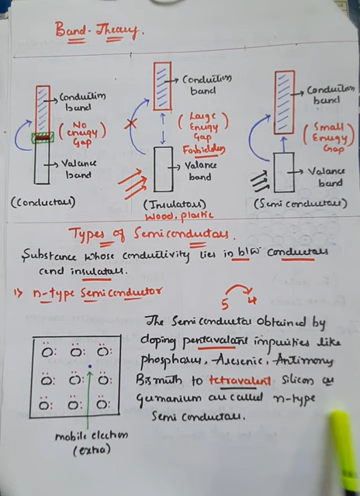 Band-Theory.
Conduction band
(No energy Gap)
Valance band
(Conductors)
Conduction band
(Large Energy Gap)
Forbidden
Valance band
(Insulators)
Wood, plastic
Conduction band
(Small Energy Gap)
Valance band
(Semi conductors)
Types of Semiconductors.
Substance whose conductivity lies in b/w conductors
and insulators.
1) n-type Semiconductor
5 4
The Semiconductor obtained by
doping pentavalent impurities like
phosphorus, Arsenic, Antimony
Bismuth to tetravalent Silicon or
germanium are called n-type
Semi conductors.
mobile electron
(extra)